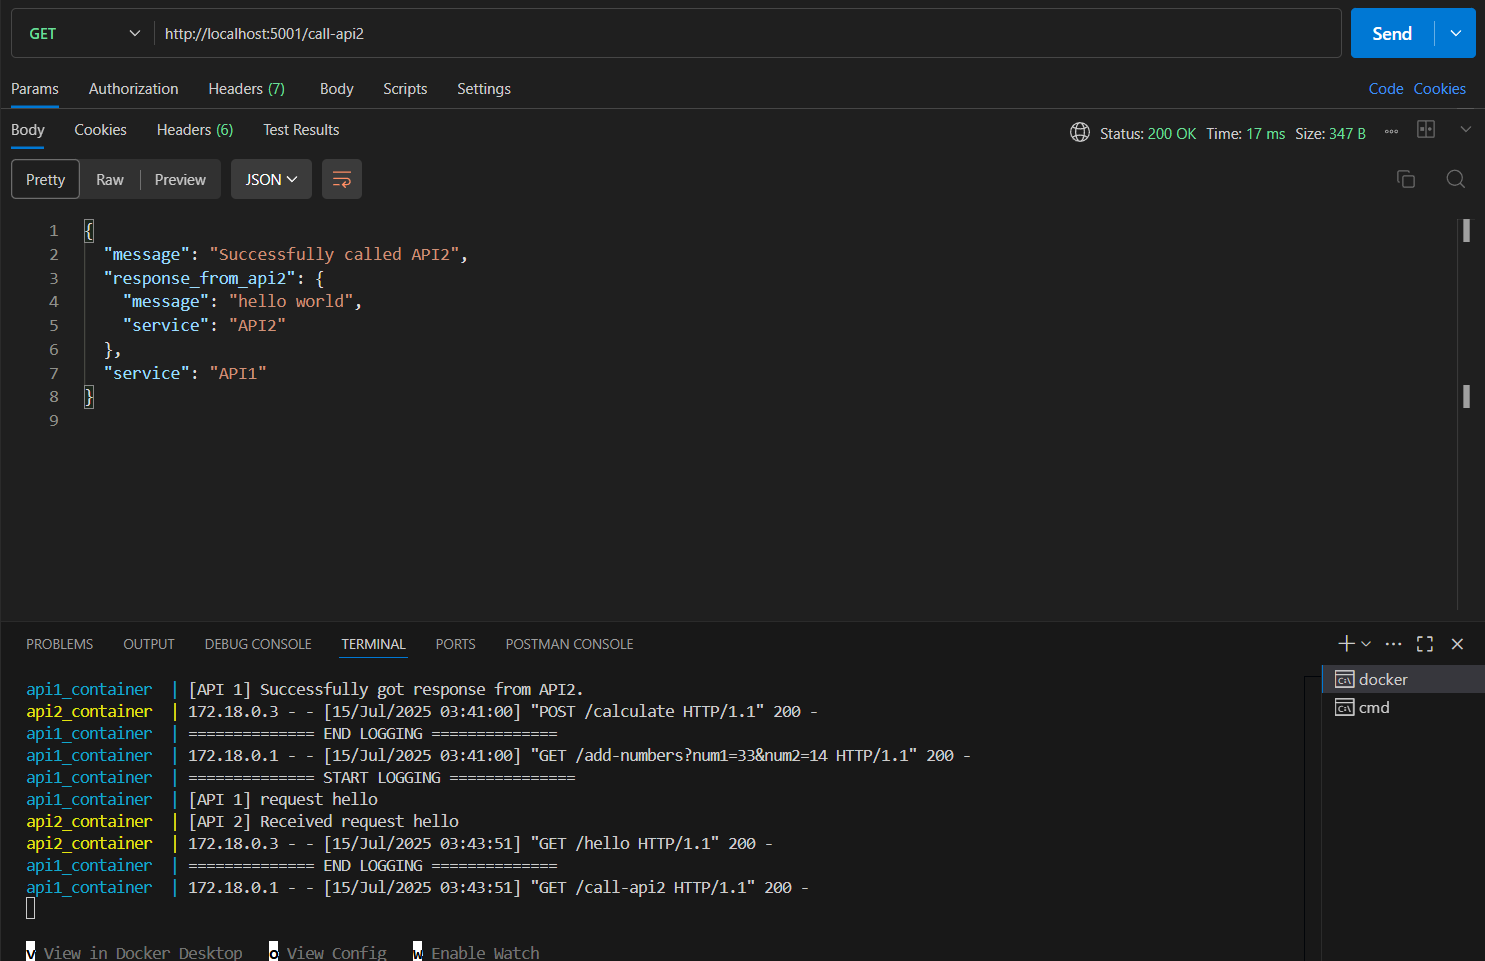 GET http://localhost:5001/call-api2 Send
Params Authorization Headers (7) Body Scripts Settings Code Cookies
Body Cookies Headers (6) Test Results Status: 200 OK Time: 17 ms Size: 347 B
Pretty Raw Preview JSON
1 {
2 "message": "Successfully called API2",
3 "response_from_api2": {
4 "message": "hello world",
5 "service": "API2"
6 },
7 "service": "API1"
8 }
9
PROBLEMS OUTPUT DEBUG CONSOLE TERMINAL PORTS POSTMAN CONSOLE
api1_container | [API 1] Successfully got response from API2.
api2_container | 172.18.0.3 - - [15/Jul/2025 03:41:00] "POST /calculate HTTP/1.1" 200 -
api1_container | ============== END LOGGING ==============
api1_container | 172.18.0.1 - - [15/Jul/2025 03:41:00] "GET /add-numbers?num1=33&num2=14 HTTP/1.1" 200 -
api1_container | ============== START LOGGING ==============
api1_container | [API 1] request hello
api2_container | [API 2] Received request hello
api2_container | 172.18.0.3 - - [15/Jul/2025 03:43:51] "GET /hello HTTP/1.1" 200 -
api1_container | ============== END LOGGING ==============
api1_container | 172.18.0.1 - - [15/Jul/2025 03:43:51] "GET /call-api2 HTTP/1.1" 200 -
v View in Docker Desktop o View Config w Enable Watch
docker
cmd